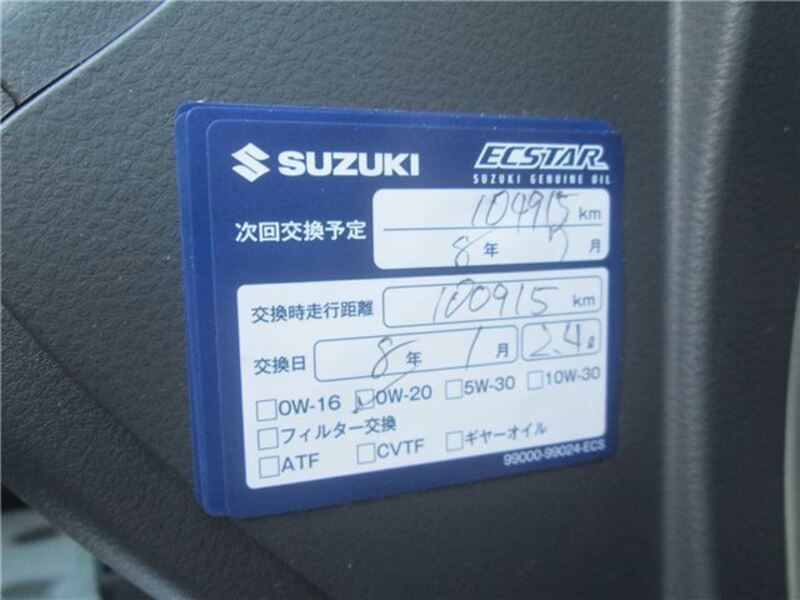 SUZUKI ECSTAR
SUZUKI GENUINE OIL
次回交換予定 104915 km
8年 7月
交換時走行距離 100915 km
交換日 8年 1月 2.4ℓ
0W-16 0W-20 5W-30 10W-30
フィルター交換
ATF CVTF ギヤーオイル
99000-99024-ECS